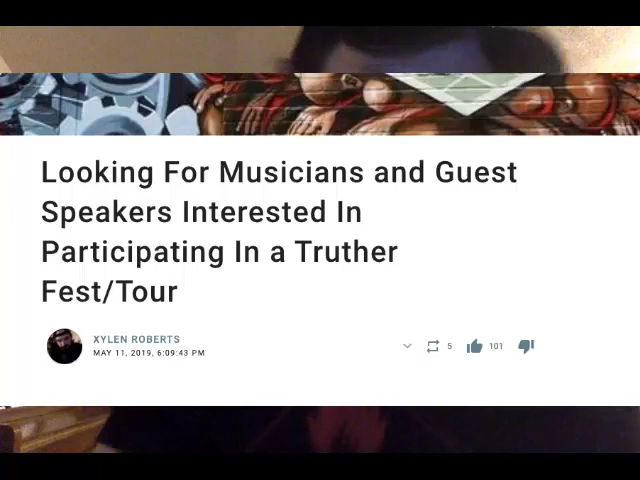 Looking For Musicians and Guest
Speakers Interested In
Participating In a Truther
Fest/Tour
XYLEN ROBERTS
MAY 11, 2019, 6:09:43 PM
5
101